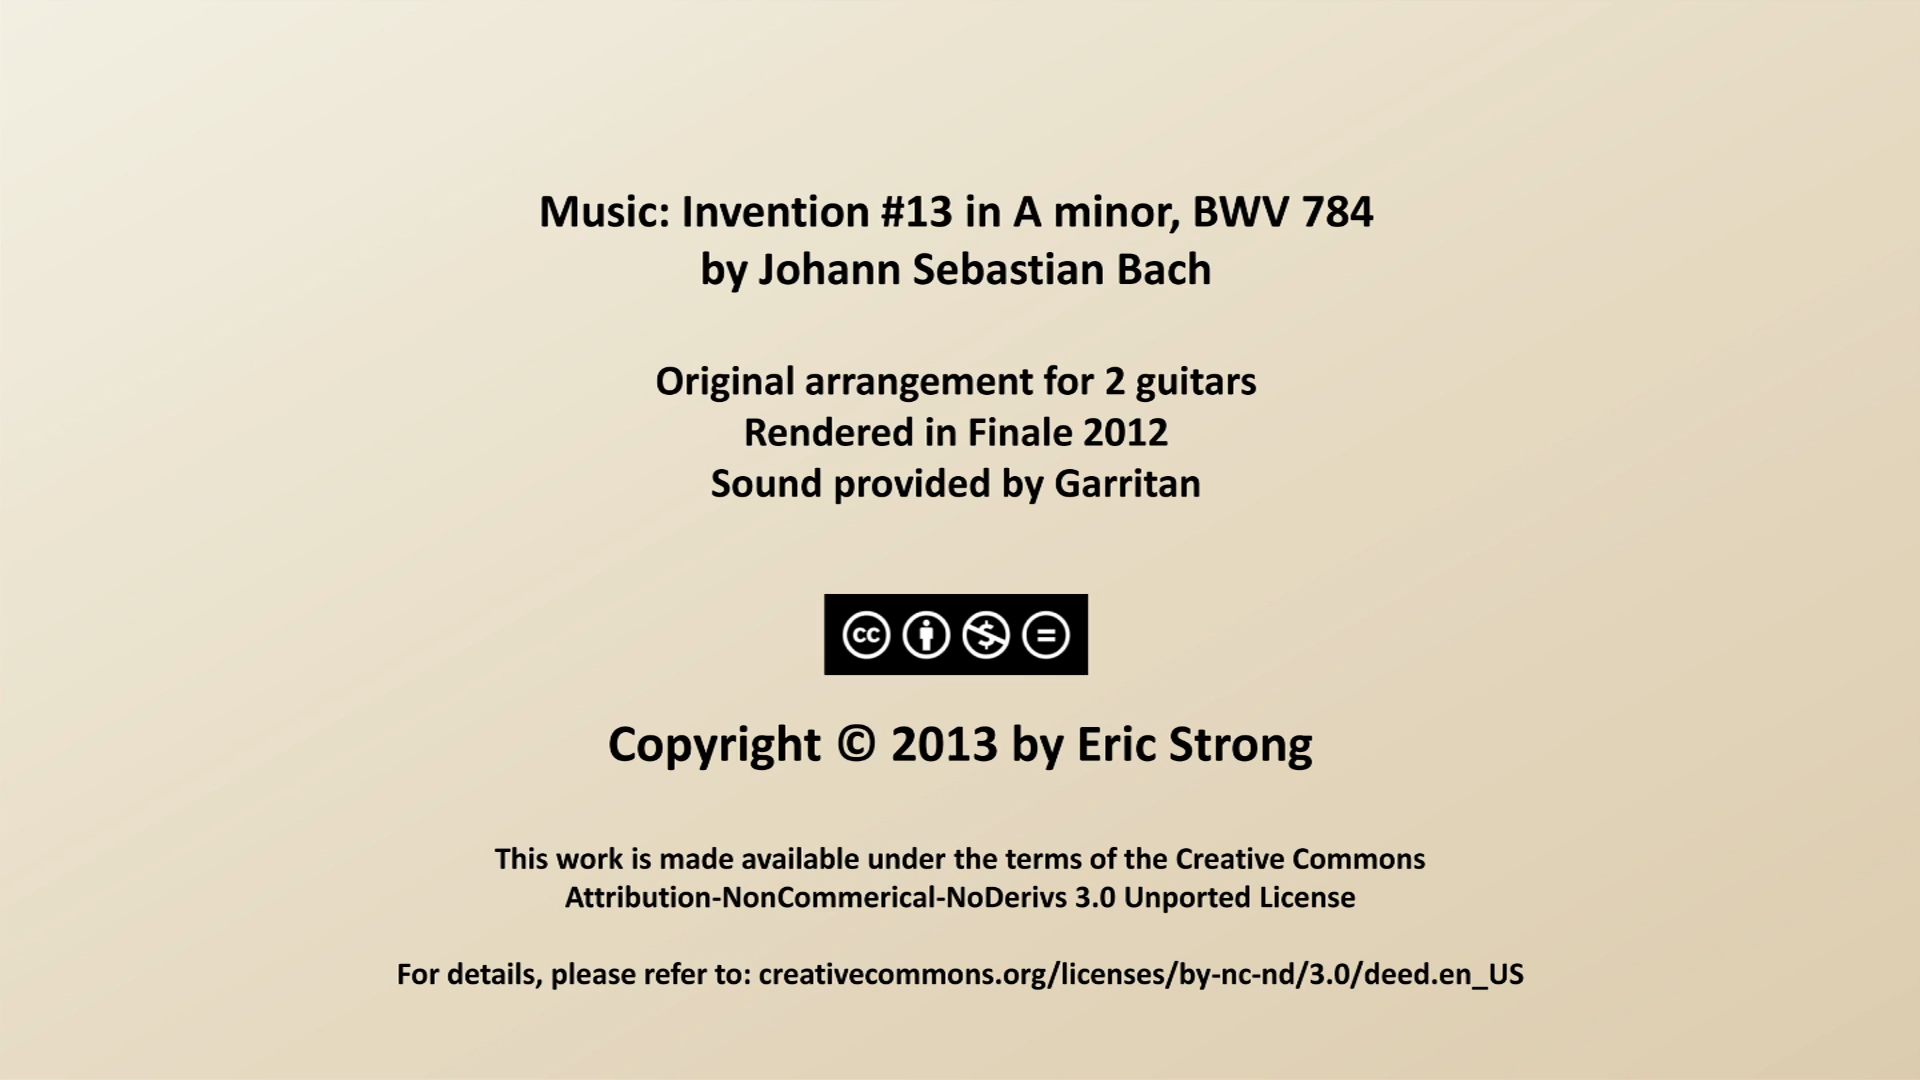 Music: Invention #13 in A minor, BWV 784
by Johann Sebastian Bach
Original arrangement for 2 guitars
Rendered in Finale 2012
Sound provided by Garritan
cc $ =
Copyright © 2013 by Eric Strong
This work is made available under the terms of the Creative Commons
Attribution-NonCommerical-NoDerivs 3.0 Unported License
For details, please refer to: creativecommons.org/licenses/by-nc-nd/3.0/deed.en_US